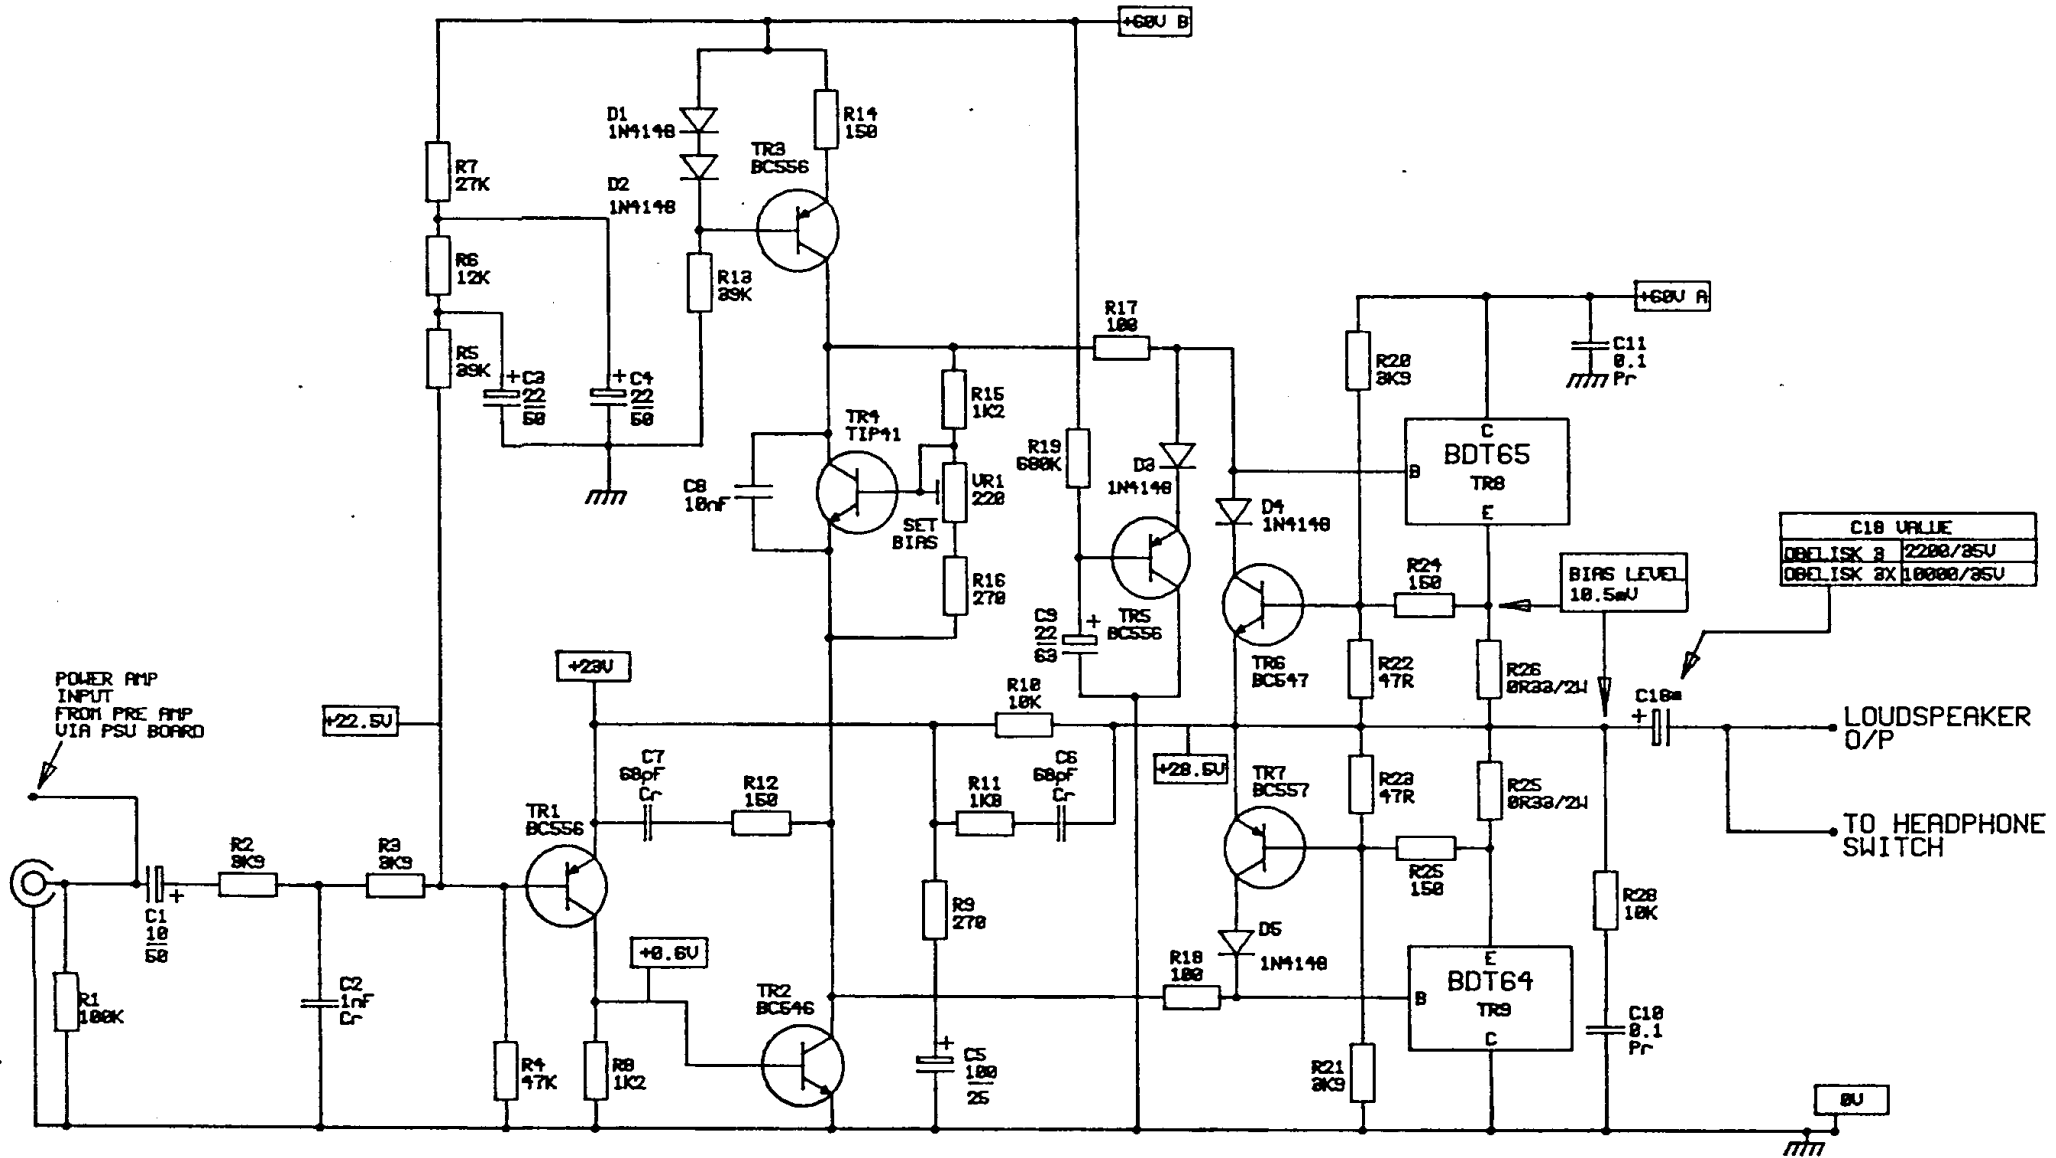 +60V B
R14
150
D1
1N4148
TR3
BC556
R7
27K
D2
1N4148
R6
12K
R13
39K
+60V A
R17
100
R5
39K
C3
22
50
C4
22
50
R20
3K9
C11
0.1
Pr
R15
1K2
TR4
TIP41
R19
680K
D3
1N4148
C
BDT65
B
TR8
E
C8
10nF
VR1
220
SET
BIAS
D4
1N4148
C18 VALUE
OBELISK 3
2200/35V
OBELISK 3X
10000/35V
R16
270
R24
150
BIAS LEVEL
10.5mV
C9
22
63
TR5
BC556
+23V
TR6
BC547
R22
47R
R26
0R33/2W
POWER AMP
INPUT
FROM PRE AMP
VIA PSU BOARD
R10
10K
C18*
+22.5V
LOUDSPEAKER
O/P
C7
68pF
Cr
R12
150
R11
1K8
C6
68pF
Cr
+28.5V
TR7
BC557
R23
47R
R25
0R33/2W
TR1
BC556
TO HEADPHONE
SWITCH
R2
3K9
R3
3K9
R25
150
C1
10
50
R9
270
R28
10K
+0.6V
D5
1N4148
R18
100
E
BDT64
B
TR9
C
R1
100K
C2
1nF
Cr
TR2
BC546
C10
0.1
Pr
R4
47K
R8
1K2
C5
100
25
R21
3K9
0V